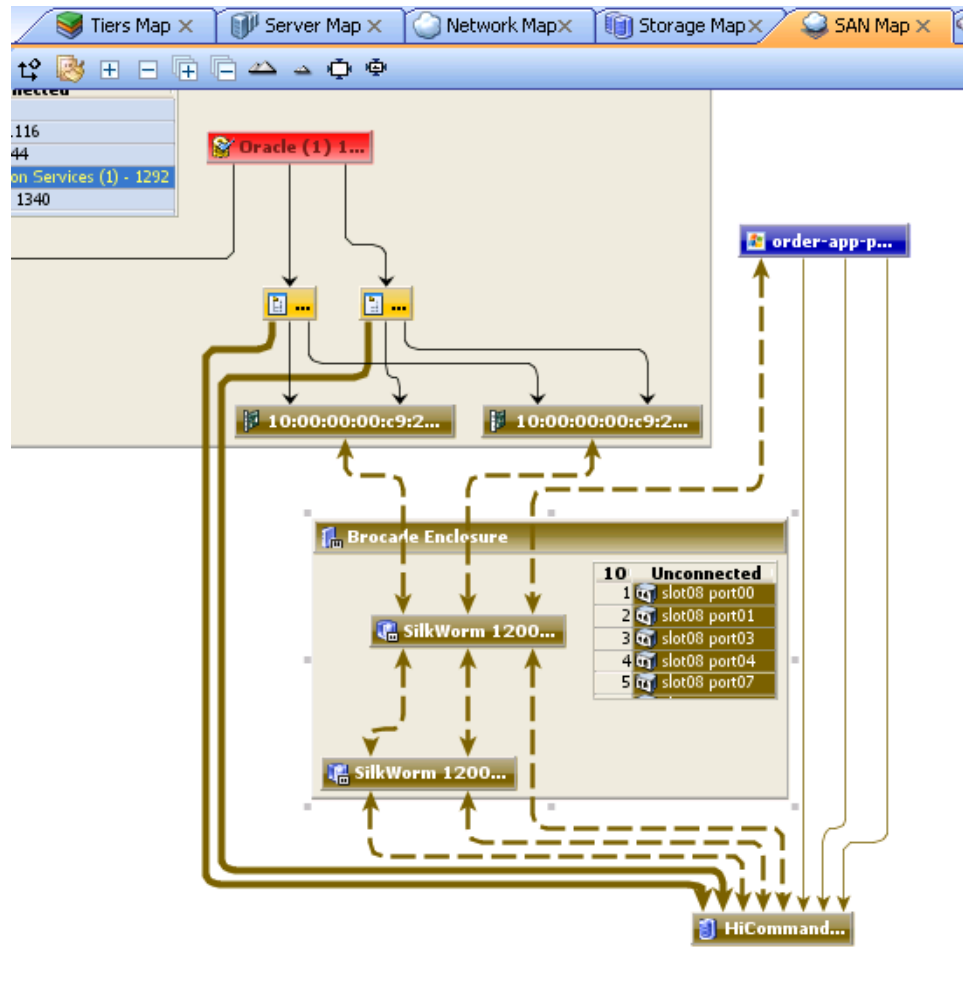 Tiers Map
Server Map
Network Map
Storage Map
SAN Map
.116
44
on Services (1) - 1292
1340
Oracle (1) 1...
order-app-p...
...
...
10:00:00:00:c9:2...
10:00:00:00:c9:2...
Brocade Enclosure
10 Unconnected
1 slot08 port00
2 slot08 port01
3 slot08 port03
4 slot08 port04
5 slot08 port07
SilkWorm 1200...
SilkWorm 1200...
HiCommand...